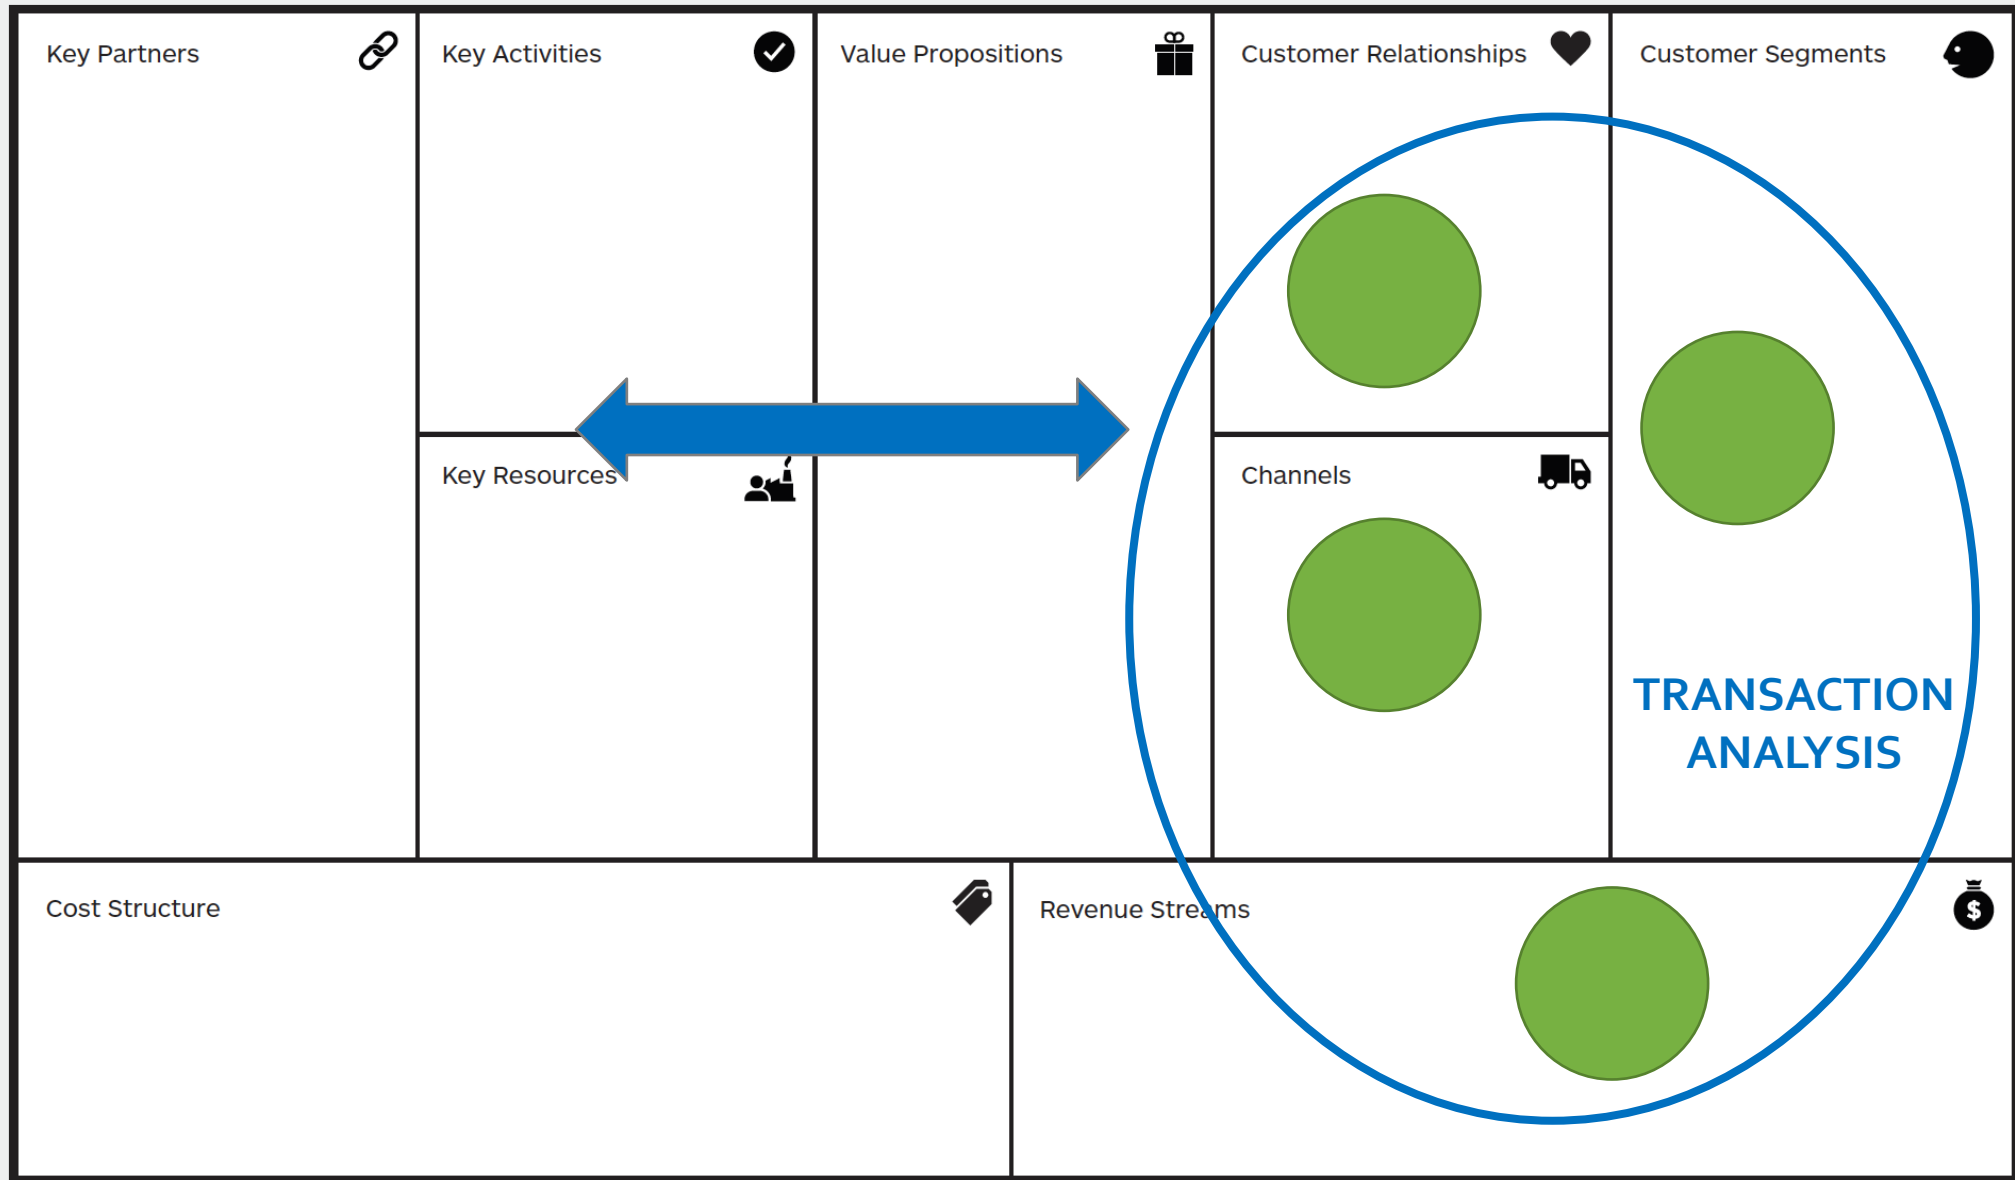 Key Partners
Key Activities
Value Propositions
Customer Relationships
Customer Segments
Key Resources
Channels
TRANSACTION
ANALYSIS
Cost Structure
Revenue Streams
$